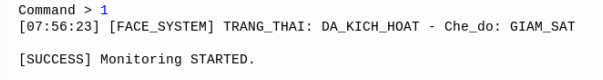 Command > 1
[07:56:23] [FACE_SYSTEM] TRANG_THAI: DA_KICH_HOAT - Che_do: GIAM_SAT
[SUCCESS] Monitoring STARTED.